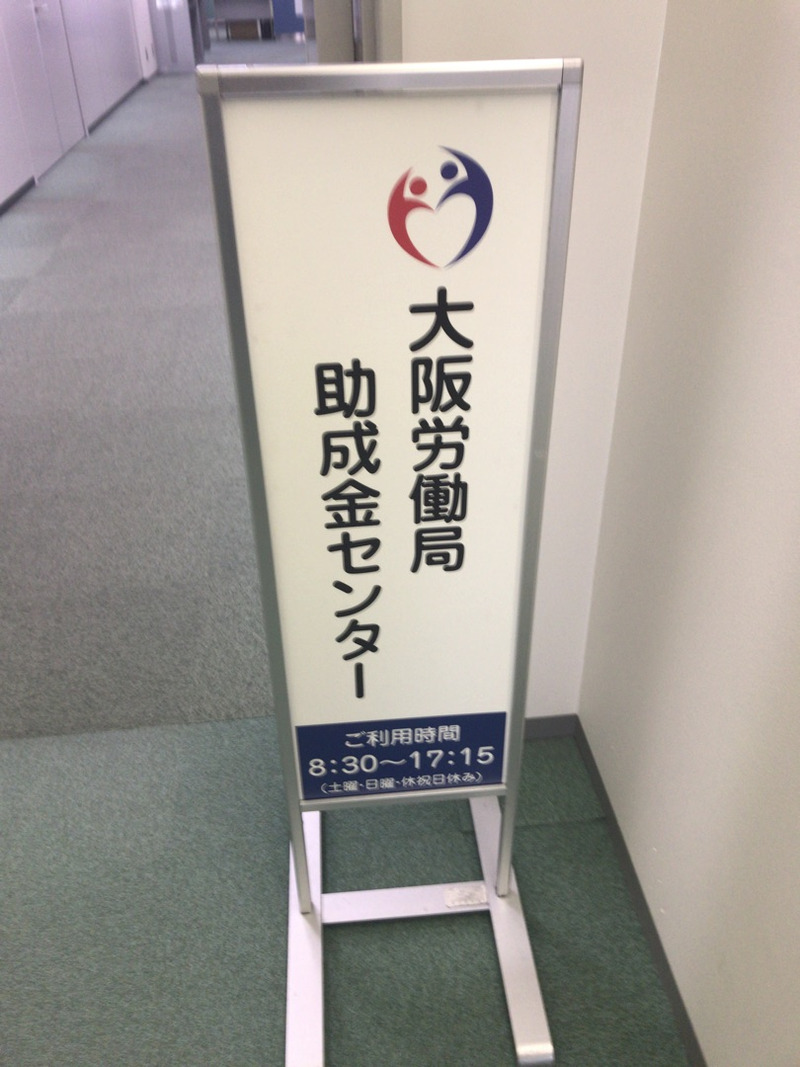 大阪労働局
助成金センター
ご利用時間
8:30～17:15
(土曜・日曜・休祝日休み)